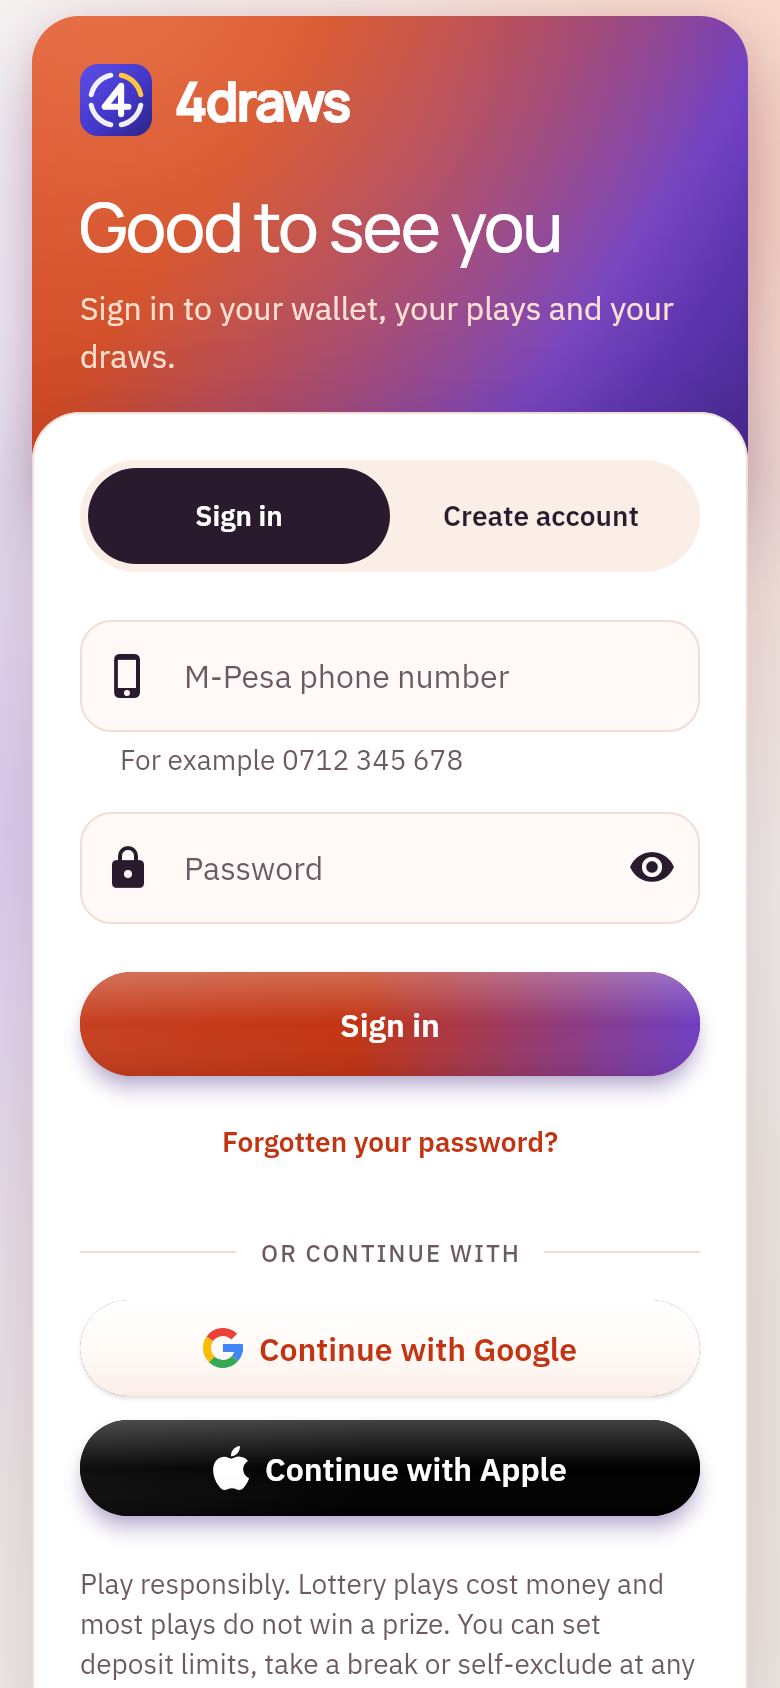 4
4draws
Good to see you
Sign in to your wallet, your plays and your
draws.
Sign in
Create account
M-Pesa phone number
For example 0712 345 678
Password
Sign in
Forgotten your password?
OR CONTINUE WITH
Continue with Google
Continue with Apple
Play responsibly. Lottery plays cost money and
most plays do not win a prize. You can set
deposit limits, take a break or self-exclude at any